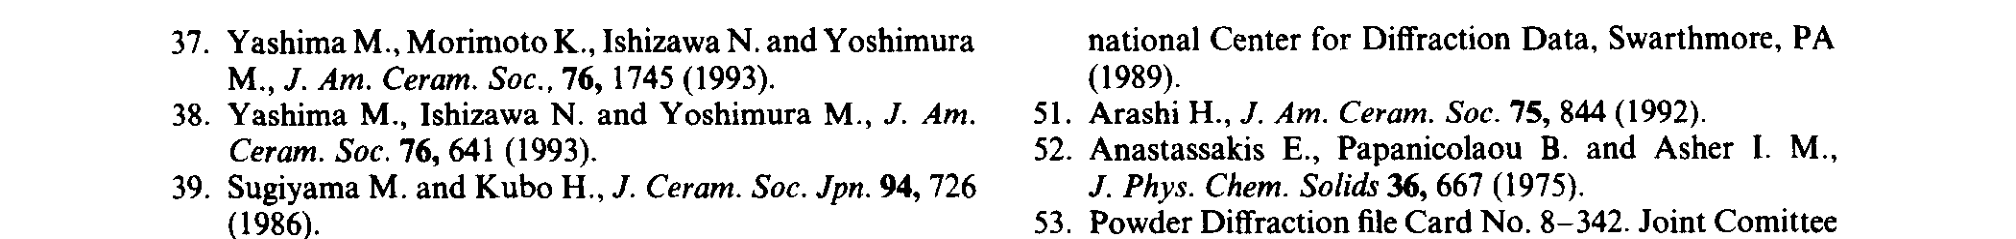 37. Yashima M., Morimoto K., Ishizawa N. and Yoshimura
M., J. Am. Ceram. Soc., 76, 1745 (1993).
38. Yashima M., Ishizawa N. and Yoshimura M., J. Am.
Ceram. Soc. 76, 641 (1993).
39. Sugiyama M. and Kubo H., J. Ceram. Soc. Jpn. 94, 726
(1986).
national Center for Diffraction Data, Swarthmore, PA
(1989).
51. Arashi H., J. Am. Ceram. Soc. 75, 844 (1992).
52. Anastassakis E., Papanicolaou B. and Asher I. M.,
J. Phys. Chem. Solids 36, 667 (1975).
53. Powder Diffraction file Card No. 8–342. Joint Comittee